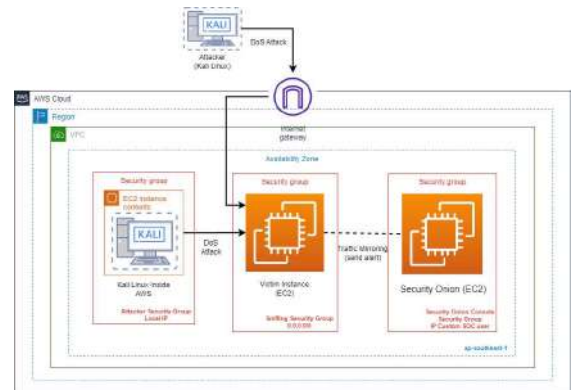 KALI
DoS Attack
Attacker
(Kali Linux)
aws
AWS Cloud
Region
Internet
gateway
VPC
Availability Zone
Security group
Security group
Security group
EC2 Instance
contents
KALI
DoS
Attack
Traffic Mirroring
(send alert)
Kali Linux Inside
AWS
Victim Instance
(EC2)
Security Onion (EC2)
Attacker Security Group
Local IP
Sniffing Security Group
0.0.0.0/0
Security Onion Console
Security Group
IP Custom SOC user
ap-southeast-1